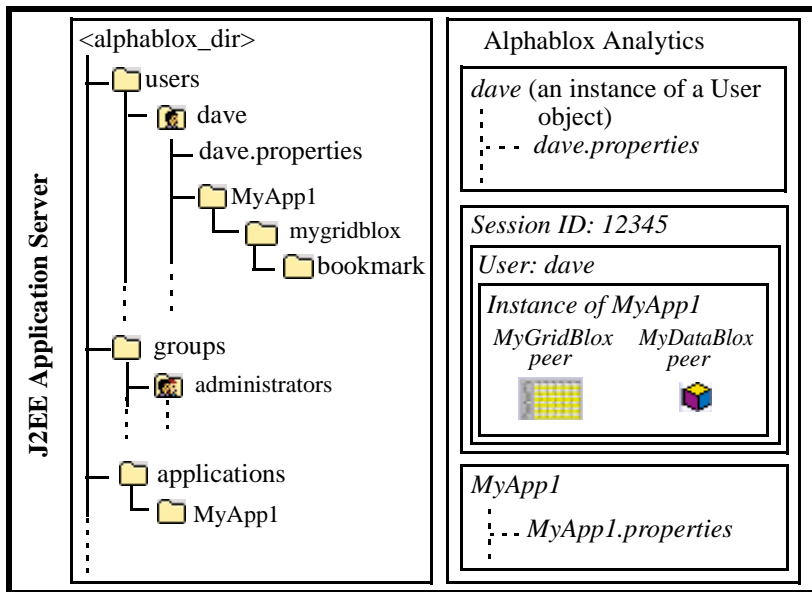 J2EE Application Server
<alphablox_dir>
users
dave
dave.properties
MyApp1
mygridblox
bookmark
groups
administrators
applications
MyApp1
Alphablox Analytics
dave (an instance of a User
object)
dave.properties
Session ID: 12345
User: dave
Instance of MyApp1
MyGridBlox
peer
MyDataBlox
peer
MyApp1
MyApp1.properties